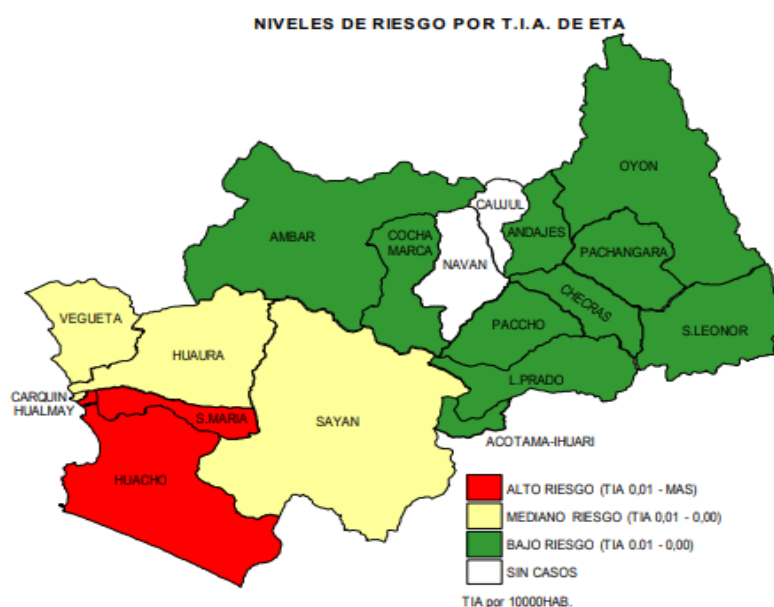 NIVELES DE RIESGO POR T.I.A. DE ETA
OYON
CAUJUL
AMBAR
COCHA
MARCA
ANDAJES
NAVAN
PACHANGARA
CHECRAS
VEGUETA
HUAURA
PACCHO
S.LEONOR
L.PRADO
CARQUIN
HUALMAY
S.MARIA
SAYAN
ACOTAMA-IHUARI
HUACHO
ALTO RIESGO (TIA 0,01 - MAS)
MEDIANO RIESGO (TIA 0,01 - 0,00)
BAJO RIESGO (TIA 0.01 - 0,00)
SIN CASOS
TIA por 10000HAB.